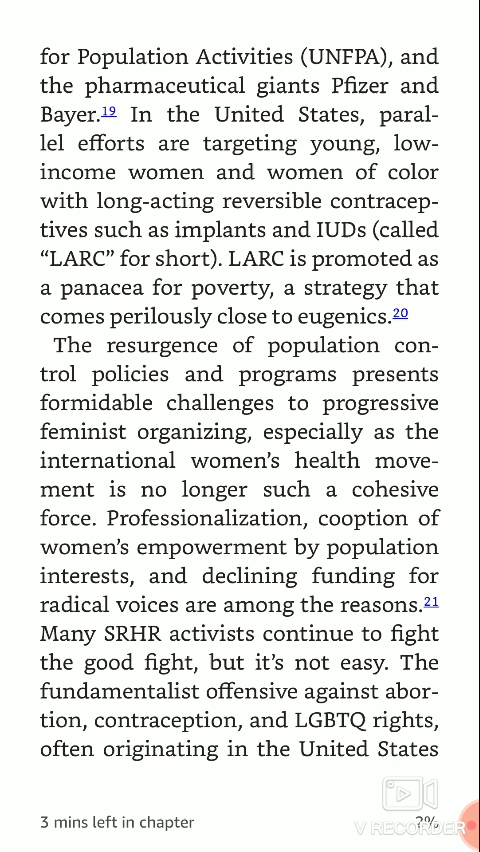 for Population Activities (UNFPA), and
the pharmaceutical giants Pfizer and
Bayer.19 In the United States, paral-
lel efforts are targeting young, low-
income women and women of color
with long-acting reversible contracep-
tives such as implants and IUDs (called
“LARC” for short). LARC is promoted as
a panacea for poverty, a strategy that
comes perilously close to eugenics.20
The resurgence of population con-
trol policies and programs presents
formidable challenges to progressive
feminist organizing, especially as the
international women’s health move-
ment is no longer such a cohesive
force. Professionalization, cooption of
women’s empowerment by population
interests, and declining funding for
radical voices are among the reasons.21
Many SRHR activists continue to fight
the good fight, but it’s not easy. The
fundamentalist offensive against abor-
tion, contraception, and LGBTQ rights,
often originating in the United States
3 mins left in chapter 2%
V RECORDER